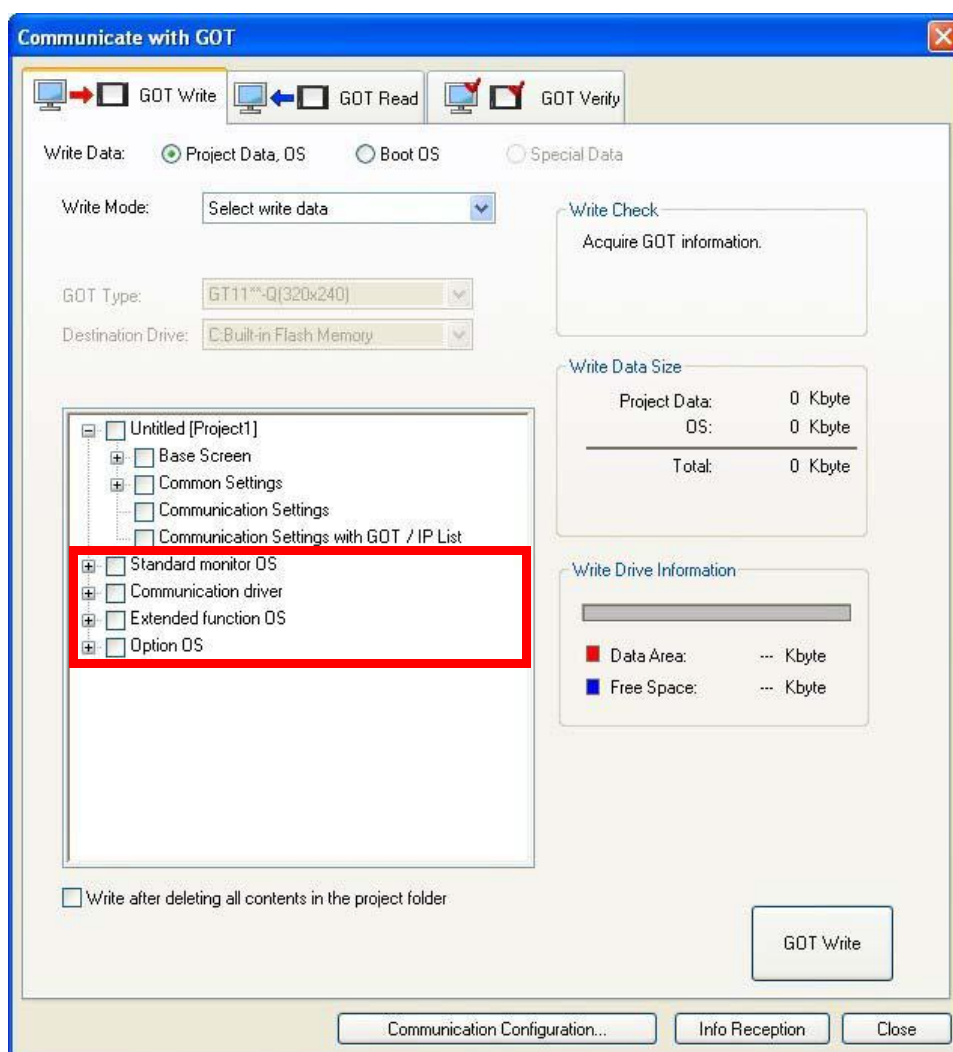 Communicate with GOT
GOT Write
GOT Read
GOT Verify
Write Data:
Project Data, OS
Boot OS
Special Data
Write Mode:
Select write data
GOT Type:
GT11**-Q(320x240)
Destination Drive:
C:Built-in Flash Memory
Untitled [Project1]
Base Screen
Common Settings
Communication Settings
Communication Settings with GOT / IP List
Standard monitor OS
Communication driver
Extended function OS
Option OS
Write after deleting all contents in the project folder
Write Check
Acquire GOT information.
Write Data Size
Project Data: 0 Kbyte
OS: 0 Kbyte
Total: 0 Kbyte
Write Drive Information
Data Area: --- Kbyte
Free Space: --- Kbyte
GOT Write
Communication Configuration...
Info Reception
Close